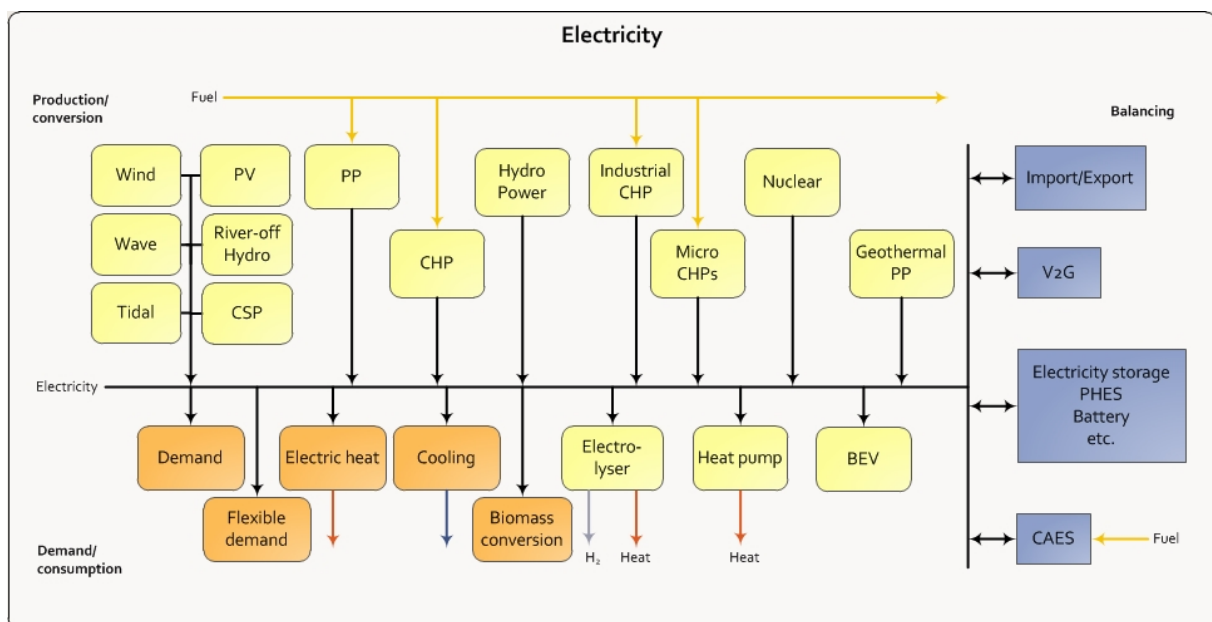 Electricity
Production/
conversion
Fuel
Balancing
Wind
PV
PP
Hydro
Power
Industrial
CHP
Nuclear
Import/Export
Wave
River-off
Hydro
CHP
Micro
CHPs
Geothermal
PP
V2G
Tidal
CSP
Electricity
Electricity storage
PHES
Battery
etc.
Demand
Electric heat
Cooling
Electro-
lyser
Heat pump
BEV
Flexible
demand
Biomass
conversion
Demand/
consumption
H₂
Heat
Heat
CAES
Fuel